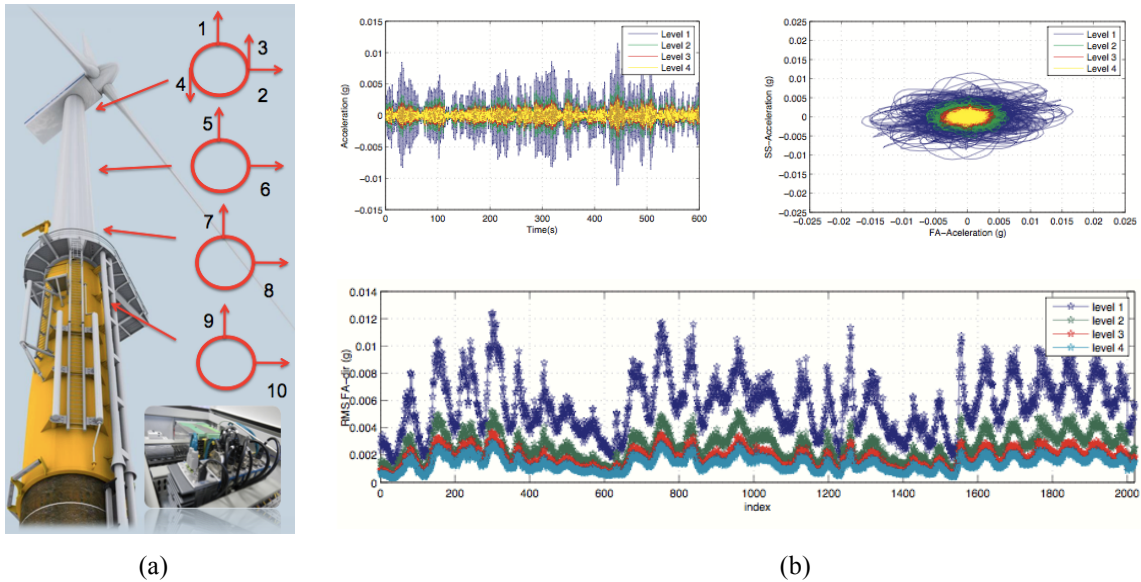 1
3
4
2
5
6
7
8
9
10
(a)
0.015
0.01
0.005
0
−0.005
−0.01
−0.015
Acceleration (g)
Level 1
Level 2
Level 3
Level 4
0 100 200 300 400 500 600
Time(s)
0.025
0.02
0.015
0.01
0.005
0
−0.005
−0.01
−0.015
−0.02
−0.025
SS−Acceleration (g)
Level 1
Level 2
Level 3
Level 4
−0.025 −0.02 −0.015 −0.01 −0.005 0 0.005 0.01 0.015 0.02 0.025
FA−Aceleration (g)
0.014
0.012
0.01
0.008
0.006
0.004
0.002
0
RMS,FA−dir (g)
level 1
level 2
level 3
level 4
0 200 400 600 800 1000 1200 1400 1600 1800 2000
index
(b)